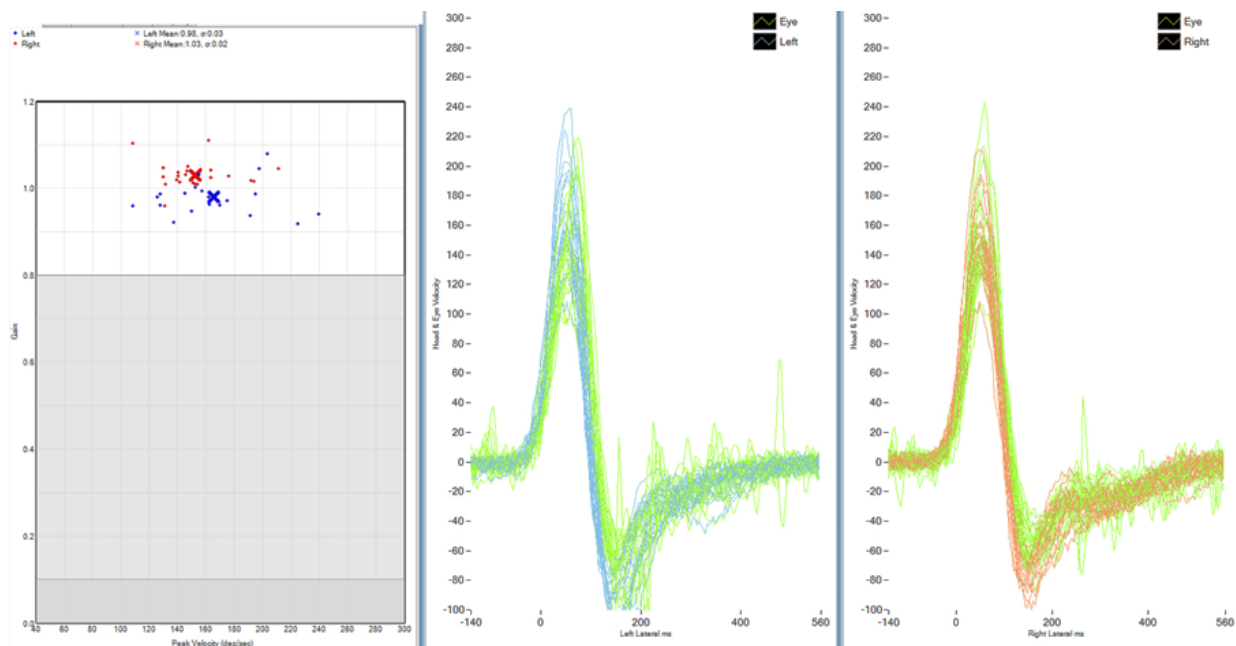 Left
Left Mean:0.98, σ:0.03
Right
Right Mean:1.03, σ:0.02
1.2
1.0
0.8
0.6
0.4
0.2
0.0
Gain
40 60 80 100 120 140 160 180 200 220 240 260 280 300
Peak Velocity (deg/sec)
Eye
Left
300
280
260
240
220
200
180
160
140
120
100
80
60
40
20
0
-20
-40
-60
-80
-100
Head & Eye Velocity
-140 0 200 400 560
Left Lateral ms
Eye
Right
300
280
260
240
220
200
180
160
140
120
100
80
60
40
20
0
-20
-40
-60
-80
-100
Head & Eye Velocity
-140 0 200 400 560
Right Lateral ms